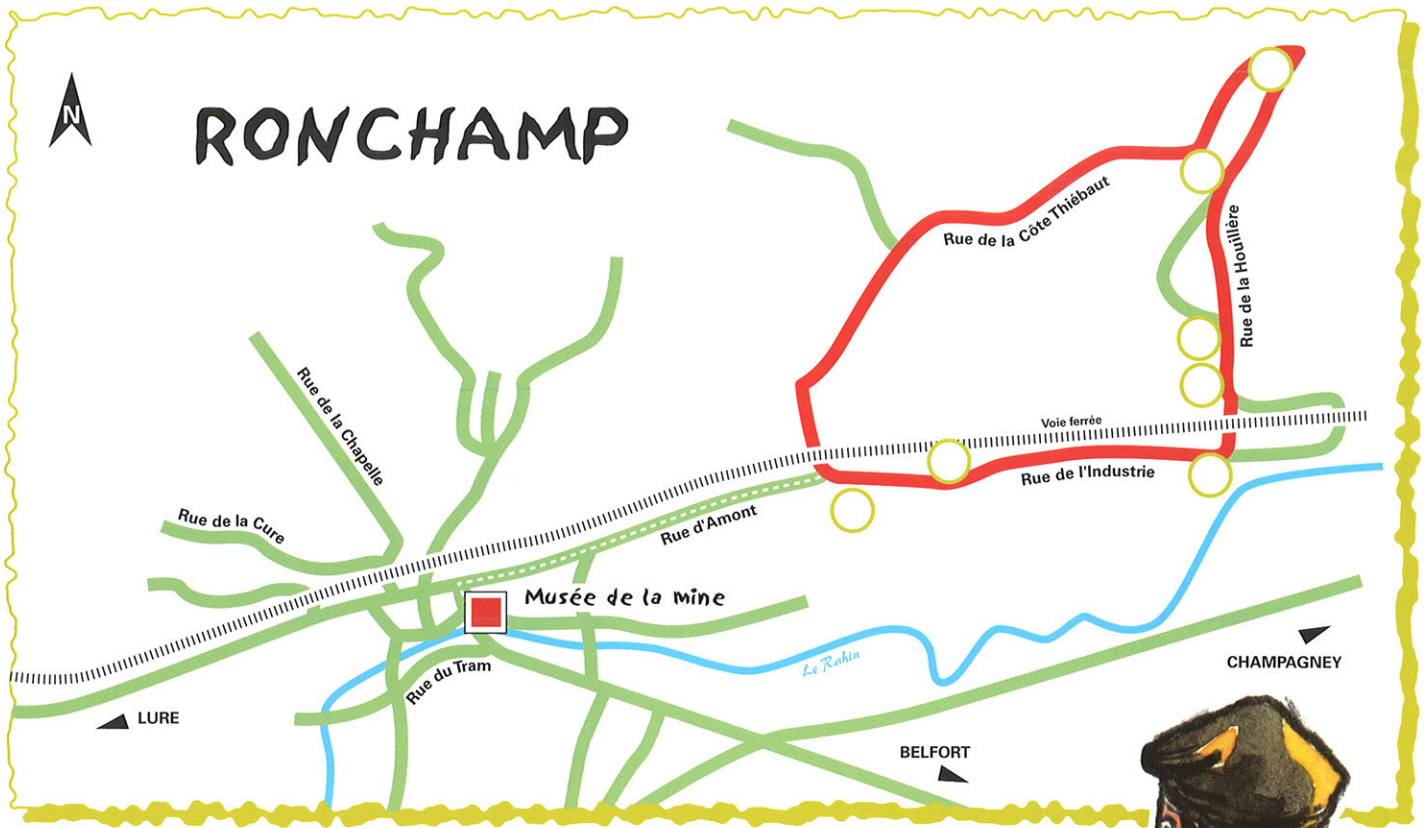 N
RONCHAMP
Rue de la Côte Thiébaut
Rue de la Houillère
Rue de la Chapelle
Voie ferrée
Rue de l'Industrie
Rue d'Amont
Rue de la Cure
Musée de la mine
Le Rahin
Rue du Tram
CHAMPAGNEY
LURE
BELFORT